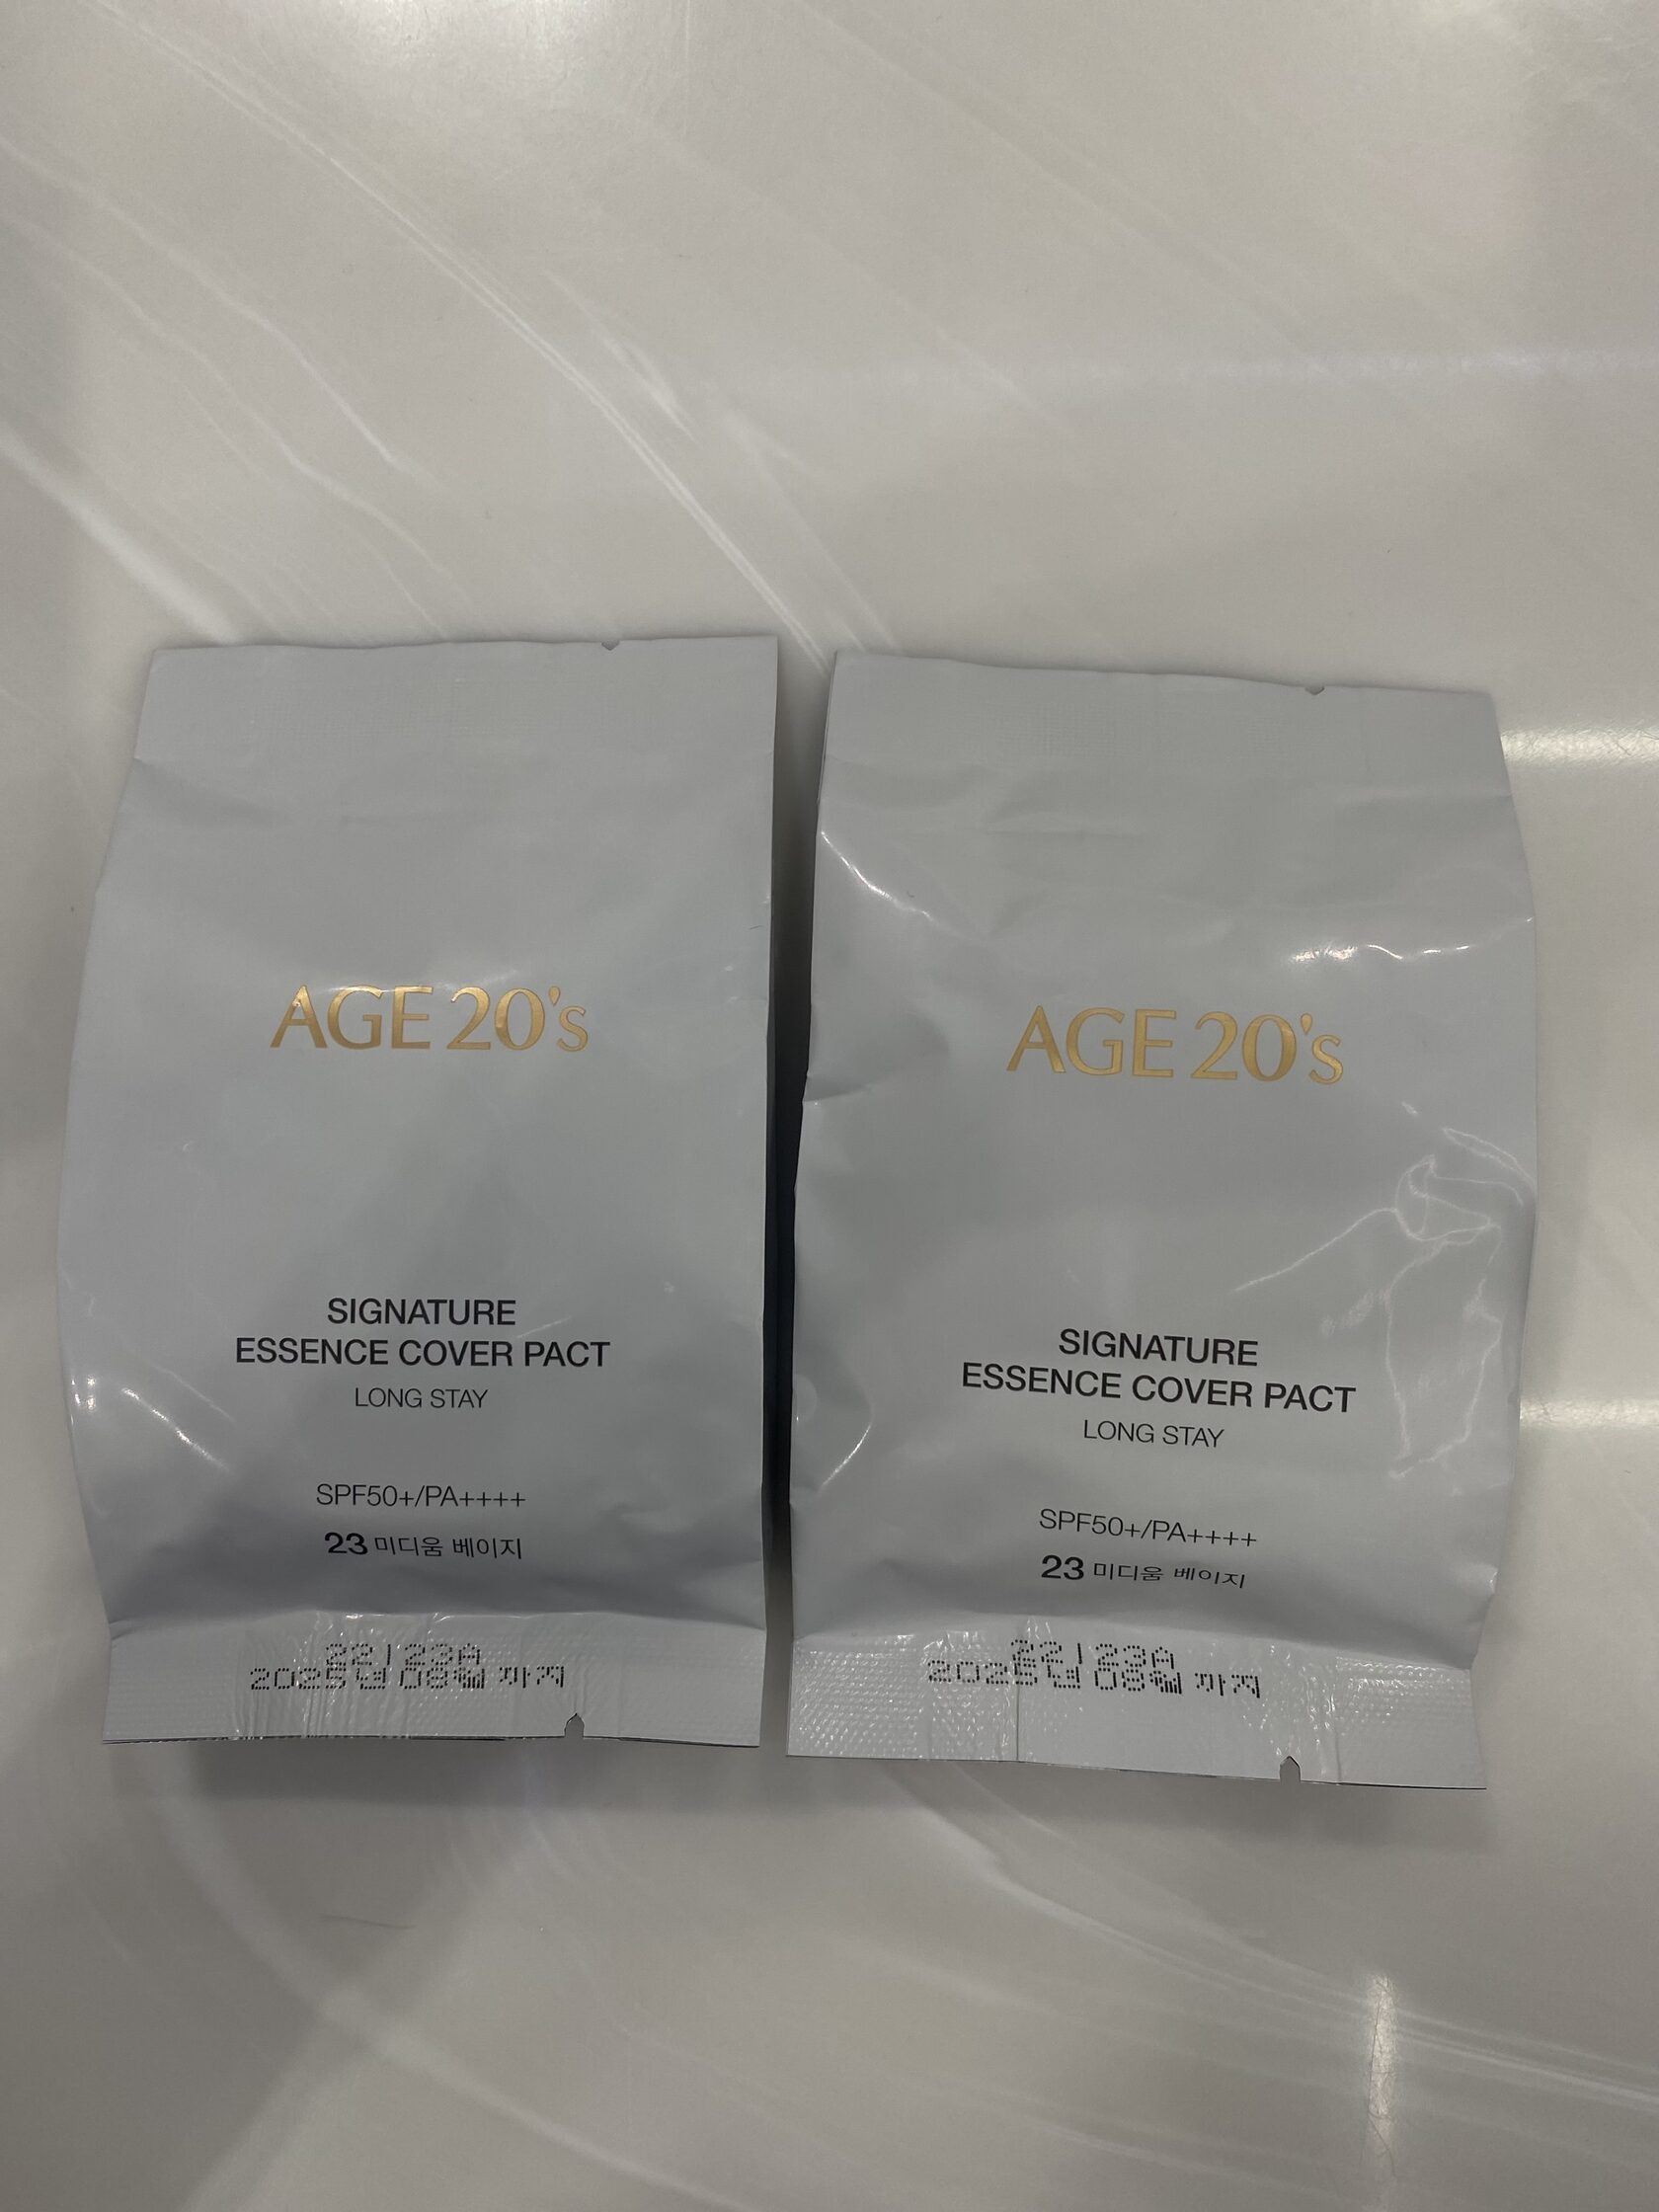 AGE 20's
SIGNATURE
ESSENCE COVER PACT
LONG STAY
SPF50+/PA++++
23 미디움 베이지
22I23A
2025년 08월 까지
AGE 20's
SIGNATURE
ESSENCE COVER PACT
LONG STAY
SPF50+/PA++++
23 미디움 베이지
22I23A
2025년 08월 까지